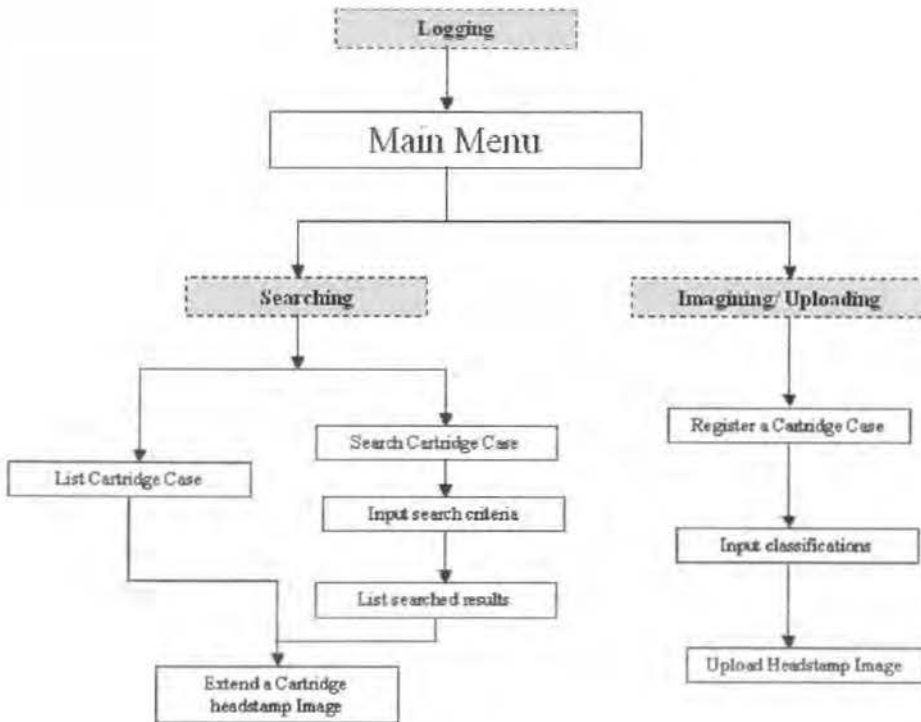 Logging
Main Menu
Searching
Imagining/ Uploading
List Cartridge Case
Search Cartridge Case
Input search criteria
List searched results
Extend a Cartridge
headstamp Image
Register a Cartridge Case
Input classifications
Upload Headstamp Image